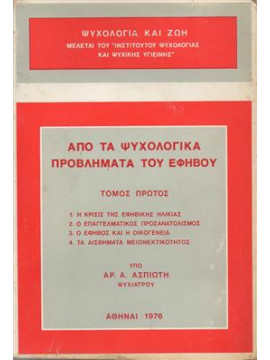 ΨΥΧΟΛΟΓΙΑ ΚΑΙ ΖΩΗ
ΜΕΛΕΤΑΙ ΤΟΥ "ΙΝΣΤΙΤΟΥΤΟΥ ΨΥΧΟΛΟΓΙΑΣ
ΚΑΙ ΨΥΧΙΚΗΣ ΥΓΙΕΙΝΗΣ"
ΑΠΟ ΤΑ ΨΥΧΟΛΟΓΙΚΑ
ΠΡΟΒΛΗΜΑΤΑ ΤΟΥ ΕΦΗΒΟΥ
ΤΟΜΟΣ ΠΡΩΤΟΣ
1. Η ΚΡΙΣΙΣ ΤΗΣ ΕΦΗΒΙΚΗΣ ΗΛΙΚΙΑΣ
2. Ο ΕΠΑΓΓΕΛΜΑΤΙΚΟΣ ΠΡΟΣΑΝΑΤΟΛΙΣΜΟΣ
3. Ο ΕΦΗΒΟΣ ΚΑΙ Η ΟΙΚΟΓΕΝΕΙΑ
4. ΤΑ ΑΙΣΘΗΜΑΤΑ ΜΕΙΟΝΕΚΤΙΚΟΤΗΤΟΣ
ΥΠΟ
ΑΡ. Α. ΑΣΠΙΩΤΗ
ΨΥΧΙΑΤΡΟΥ
ΑΘΗΝΑΙ 1976